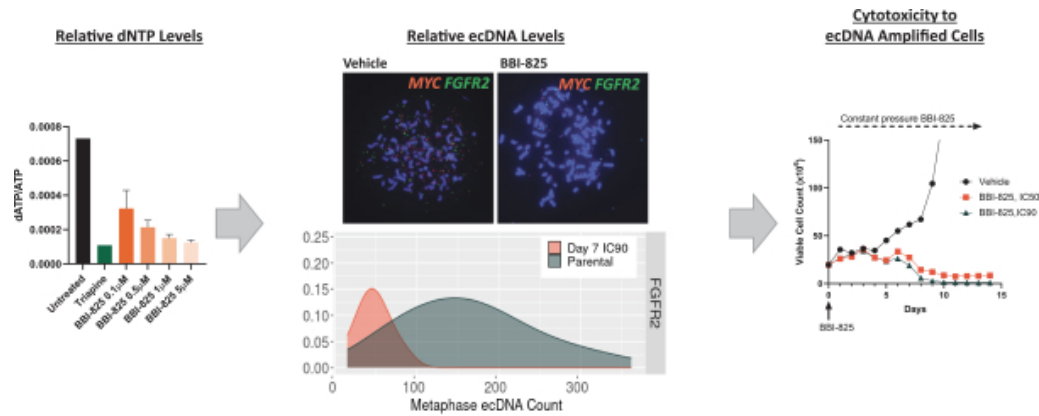 Relative dNTP Levels
Relative ecDNA Levels
Cytotoxicity to
ecDNA Amplified Cells
dATP/ATP
0.0008
0.0006
0.0004
0.0002
0.0000
Untreated
Triapine
BBI-825 0.1µM
BBI-825 0.5µM
BBI-825 1µM
BBI-825 5µM
Vehicle
BBI-825
MYC FGFR2
MYC FGFR2
0.25
0.20
0.15
0.10
0.05
0.00
Day 7 IC90
Parental
FGFR2
0
100
200
300
Metaphase ecDNA Count
Constant pressure BBI-825
Viable Cell Count (x10⁶)
150
100
50
0
Vehicle
BBI-825, IC50
BBI-825,IC90
0
5
10
15
Days
BBI-825